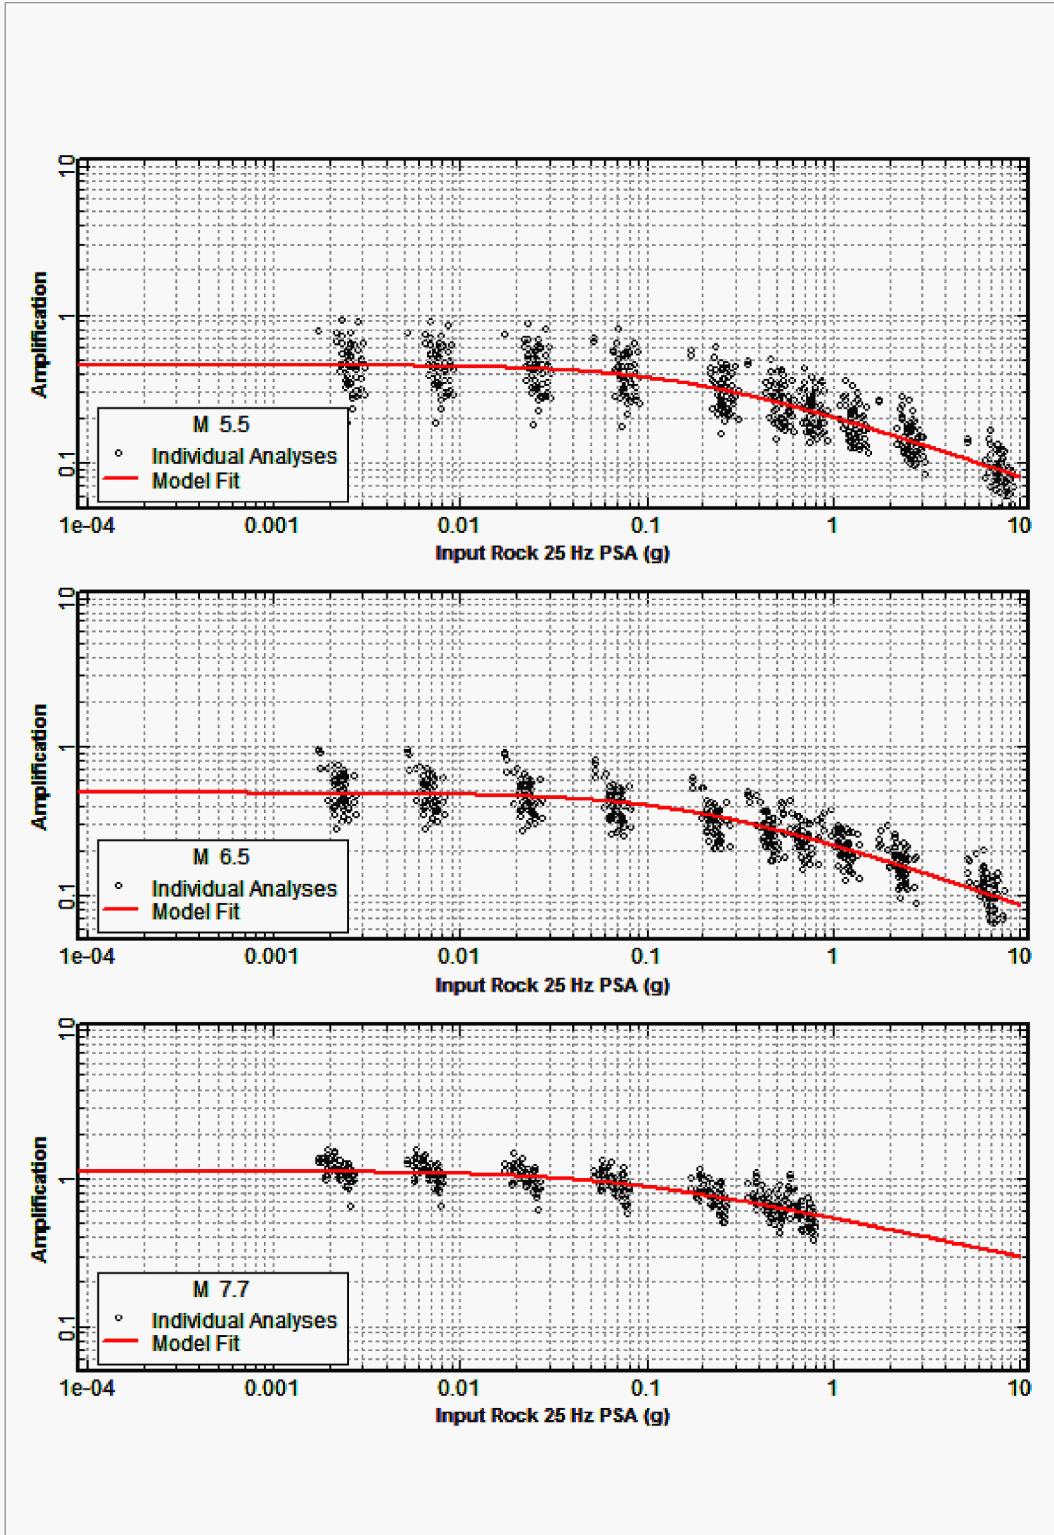 10
1
0.1
Amplification
M 5.5
Individual Analyses
Model Fit
1e-04 0.001 0.01 0.1 1 10
Input Rock 25 Hz PSA (g)
10
1
0.1
Amplification
M 6.5
Individual Analyses
Model Fit
1e-04 0.001 0.01 0.1 1 10
Input Rock 25 Hz PSA (g)
10
1
0.1
Amplification
M 7.7
Individual Analyses
Model Fit
1e-04 0.001 0.01 0.1 1 10
Input Rock 25 Hz PSA (g)